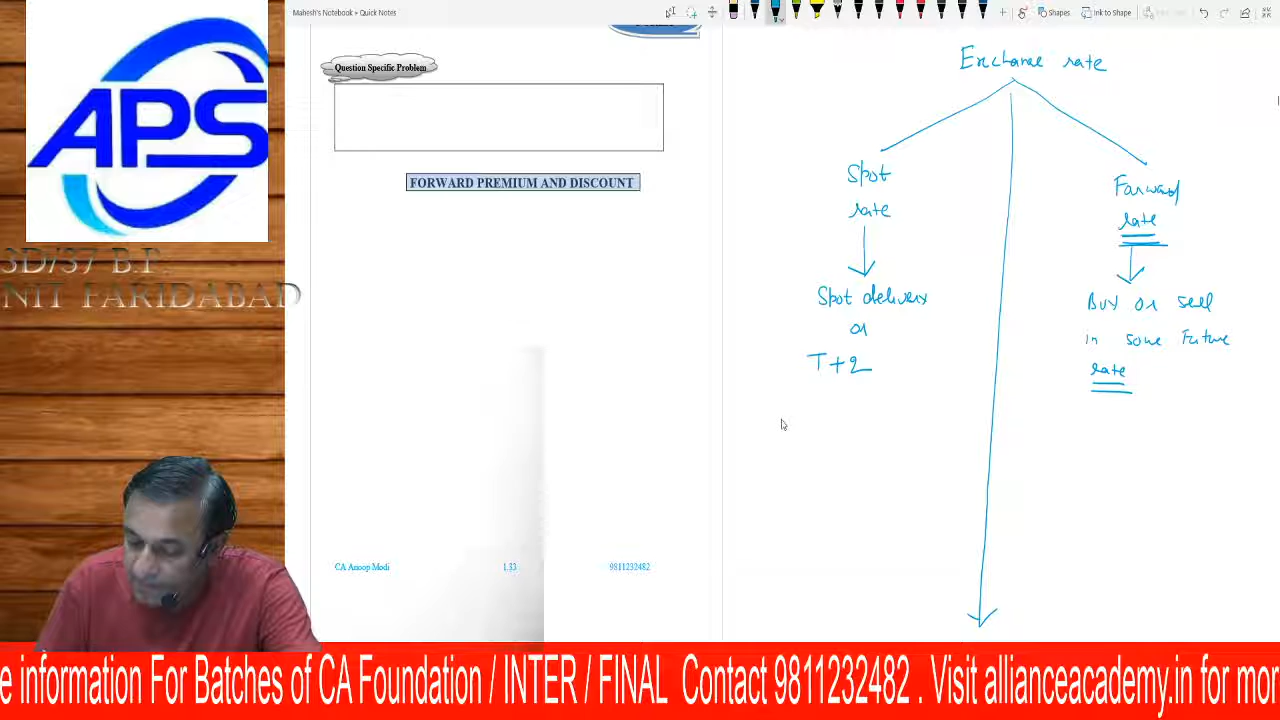 Mahesh's Notebook » Quick Notes
Shapes
Ink to Shape
APS
3D/37 B.P.
NIT FARIDABAD
Question Specific Problem
FORWARD PREMIUM AND DISCOUNT
CA Anoop Modi
1.33
9811232482
Exchange rate
Spot
rate
Spot delivery
or
T+2
Forward
rate
Buy or sell
in some Future
rate
e information For Batches of CA Foundation / INTER / FINAL Contact 9811232482 . Visit allianceacademy.in for mor